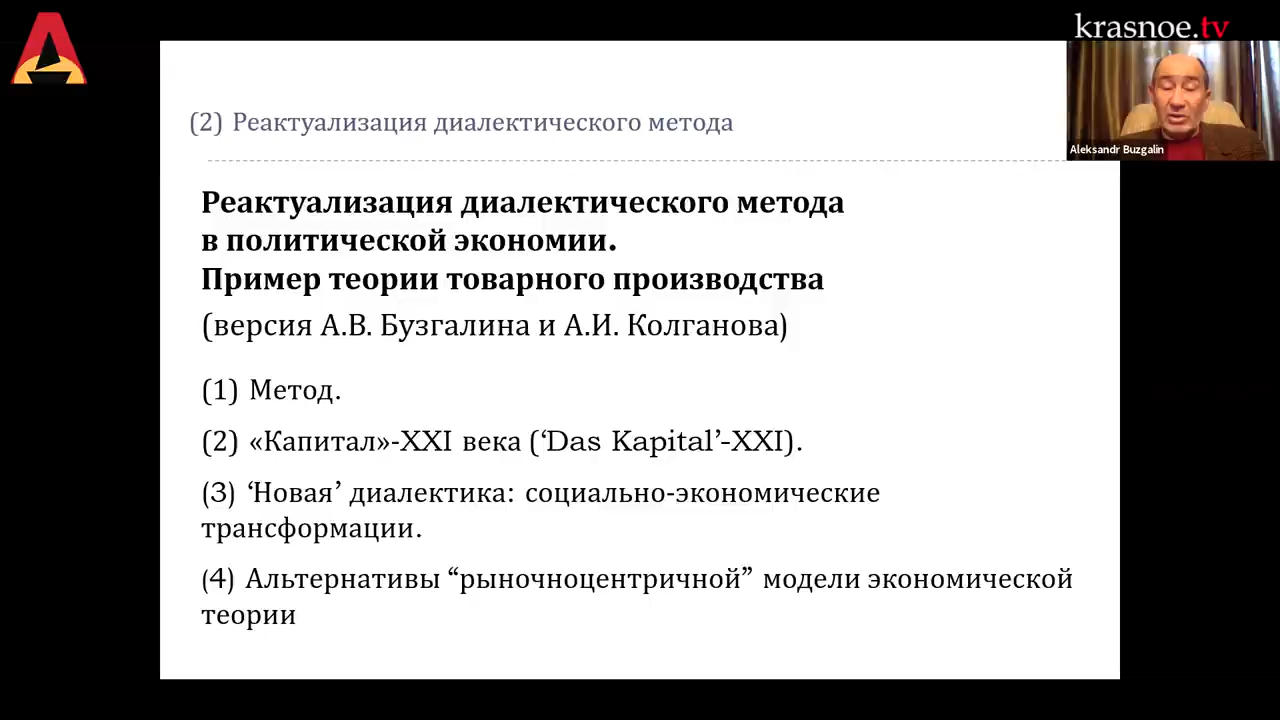 krasnoe.tv
(2) Реактуализация диалектического метода
Aleksandr Buzgalin
Реактуализация диалектического метода
в политической экономии.
Пример теории товарного производства
(версия А.В. Бузгалина и А.И. Колганова)
(1) Метод.
(2) «Капитал»-XXI века (‘Das Kapital’-XXI).
(3) ‘Новая’ диалектика: социально-экономические
трансформации.
(4) Альтернативы “рыночноцентричной” модели экономической
теории